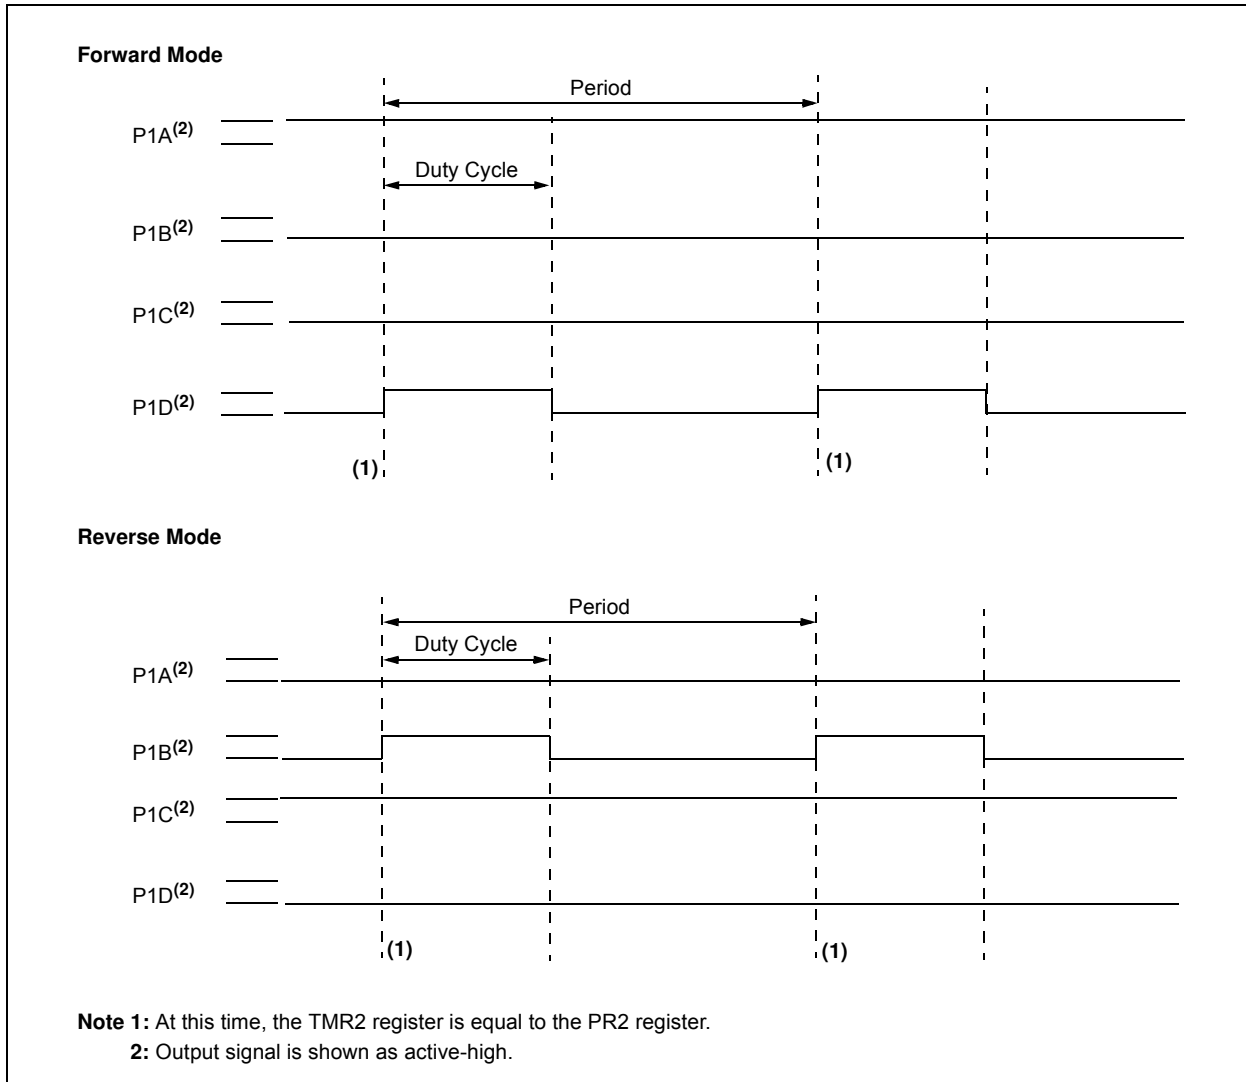 Forward Mode
Period
P1A(2)
Duty Cycle
P1B(2)
P1C(2)
P1D(2)
(1)
(1)
Reverse Mode
Period
Duty Cycle
P1A(2)
P1B(2)
P1C(2)
P1D(2)
(1)
(1)
Note 1: At this time, the TMR2 register is equal to the PR2 register.
2: Output signal is shown as active-high.